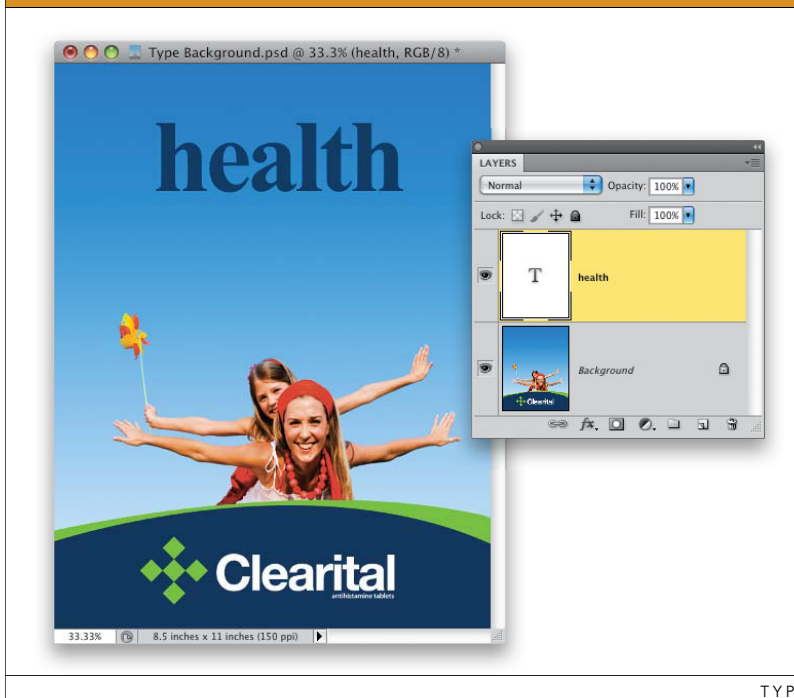 Type Background.psd @ 33.3% (health, RGB/8) *
health
LAYERS
Normal
Opacity: 100%
Lock:
Fill: 100%
T
health
Background
Clearital
fx.
Clearital
antihistamine tablets
33.33%
8.5 inches x 11 inches (150 ppi)
TYP